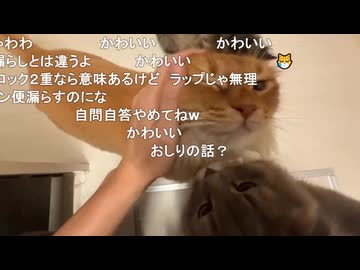 ゃわわ かわいい かわいい
漏らしとは違うよ かわいい
ロック２重なら意味あるけど ラップじゃ無理
ン便漏らすのにな
自問自答やめてねw
かわいい
おしりの話？